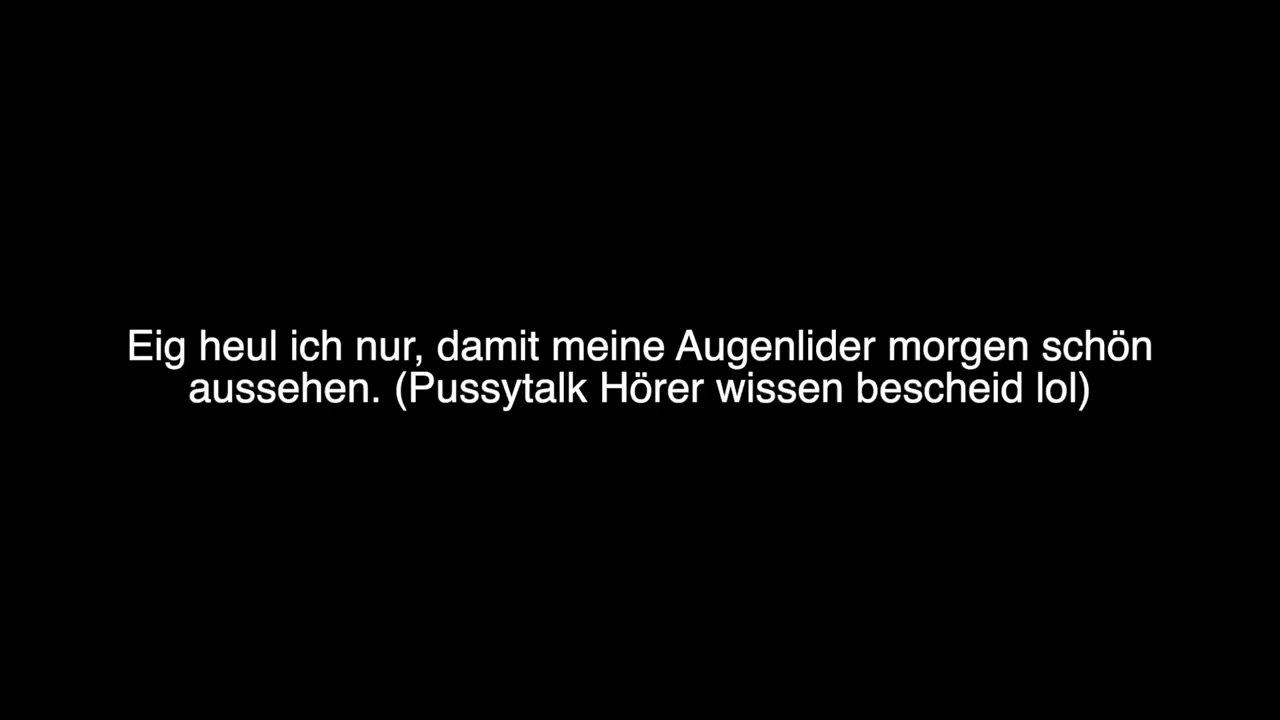 Eig heul ich nur, damit meine Augenlider morgen schön
aussehen. (Pussytalk Hörer wissen bescheid lol)